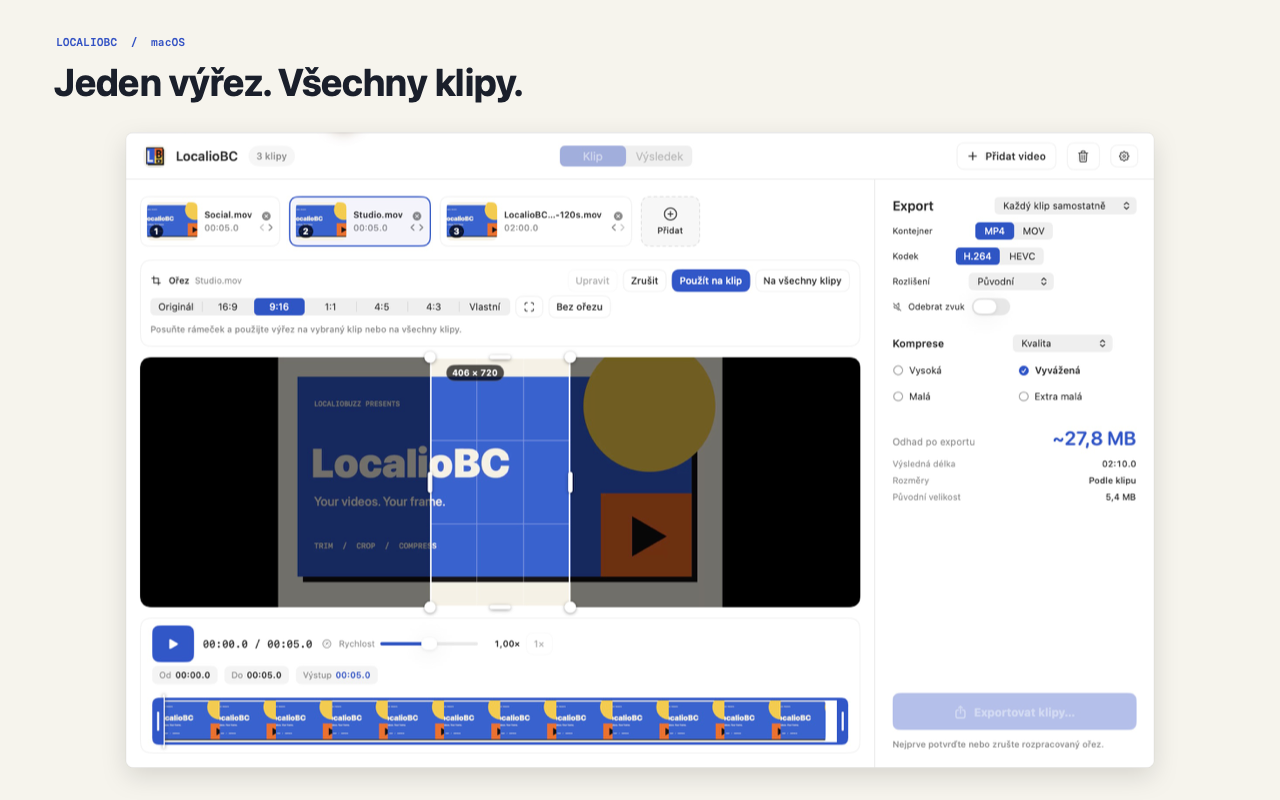 LOCALIOBC / macOS
Jeden výřez. Všechny klipy.
LocalioBC 3 klipy Klip Výsledek + Přidat video
Social.mov
00:05.0
1
Studio.mov
00:05.0
2
LocalioBC...-120s.mov
02:00.0
3
Přidat
Ořez Studio.mov Upravit Zrušit Použít na klip Na všechny klipy
Originál 16:9 9:16 1:1 4:5 4:3 Vlastní Bez ořezu
Posuňte rámeček a použijte výřez na vybraný klip nebo na všechny klipy.
406 × 720
LOCALIOBUZZ PRESENTS
LocalioBC
Your videos. Your frame.
TRIM / CROP / COMPRESS
00:00.0 / 00:05.0 Rychlost 1,00× 1×
Od 00:00.0 Do 00:05.0 Výstup 00:05.0
Export Každý klip samostatně
Kontejner MP4 MOV
Kodek H.264 HEVC
Rozlišení Původní
Odebrat zvuk
Komprese Kvalita
Vysoká Vyvážená
Malá Extra malá
Odhad po exportu ~27,8 MB
Výsledná délka 02:10.0
Rozměry Podle klipu
Původní velikost 5,4 MB
Exportovat klipy...
Nejprve potvrďte nebo zrušte rozpracovaný ořez.